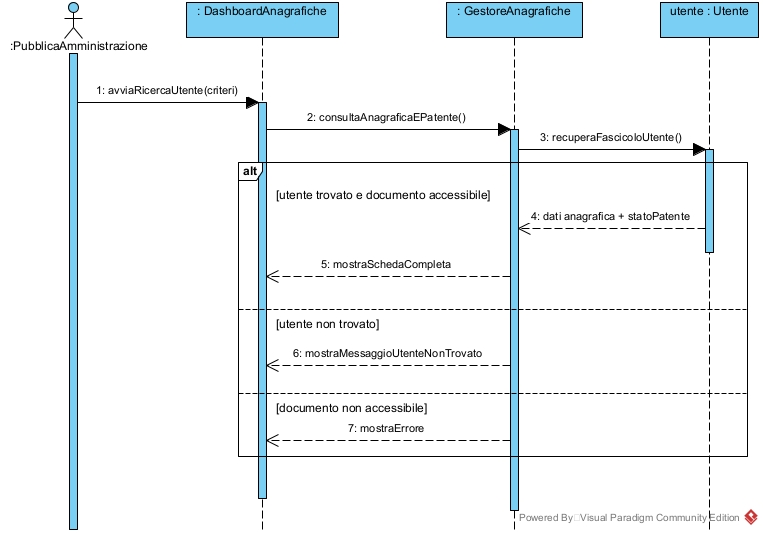 :PubblicaAmministrazione
: DashboardAnagrafiche
: GestoreAnagrafiche
utente : Utente
1: avviaRicercaUtente(criteri)
2: consultaAnagraficaEPatente()
3: recuperaFascicoloUtente()
alt
[utente trovato e documento accessibile]
4: dati anagrafica + statoPatente
5: mostraSchedaCompleta
[utente non trovato]
6: mostraMessaggioUtenteNonTrovato
[documento non accessibile]
7: mostraErrore
Powered By Visual Paradigm Community Edition